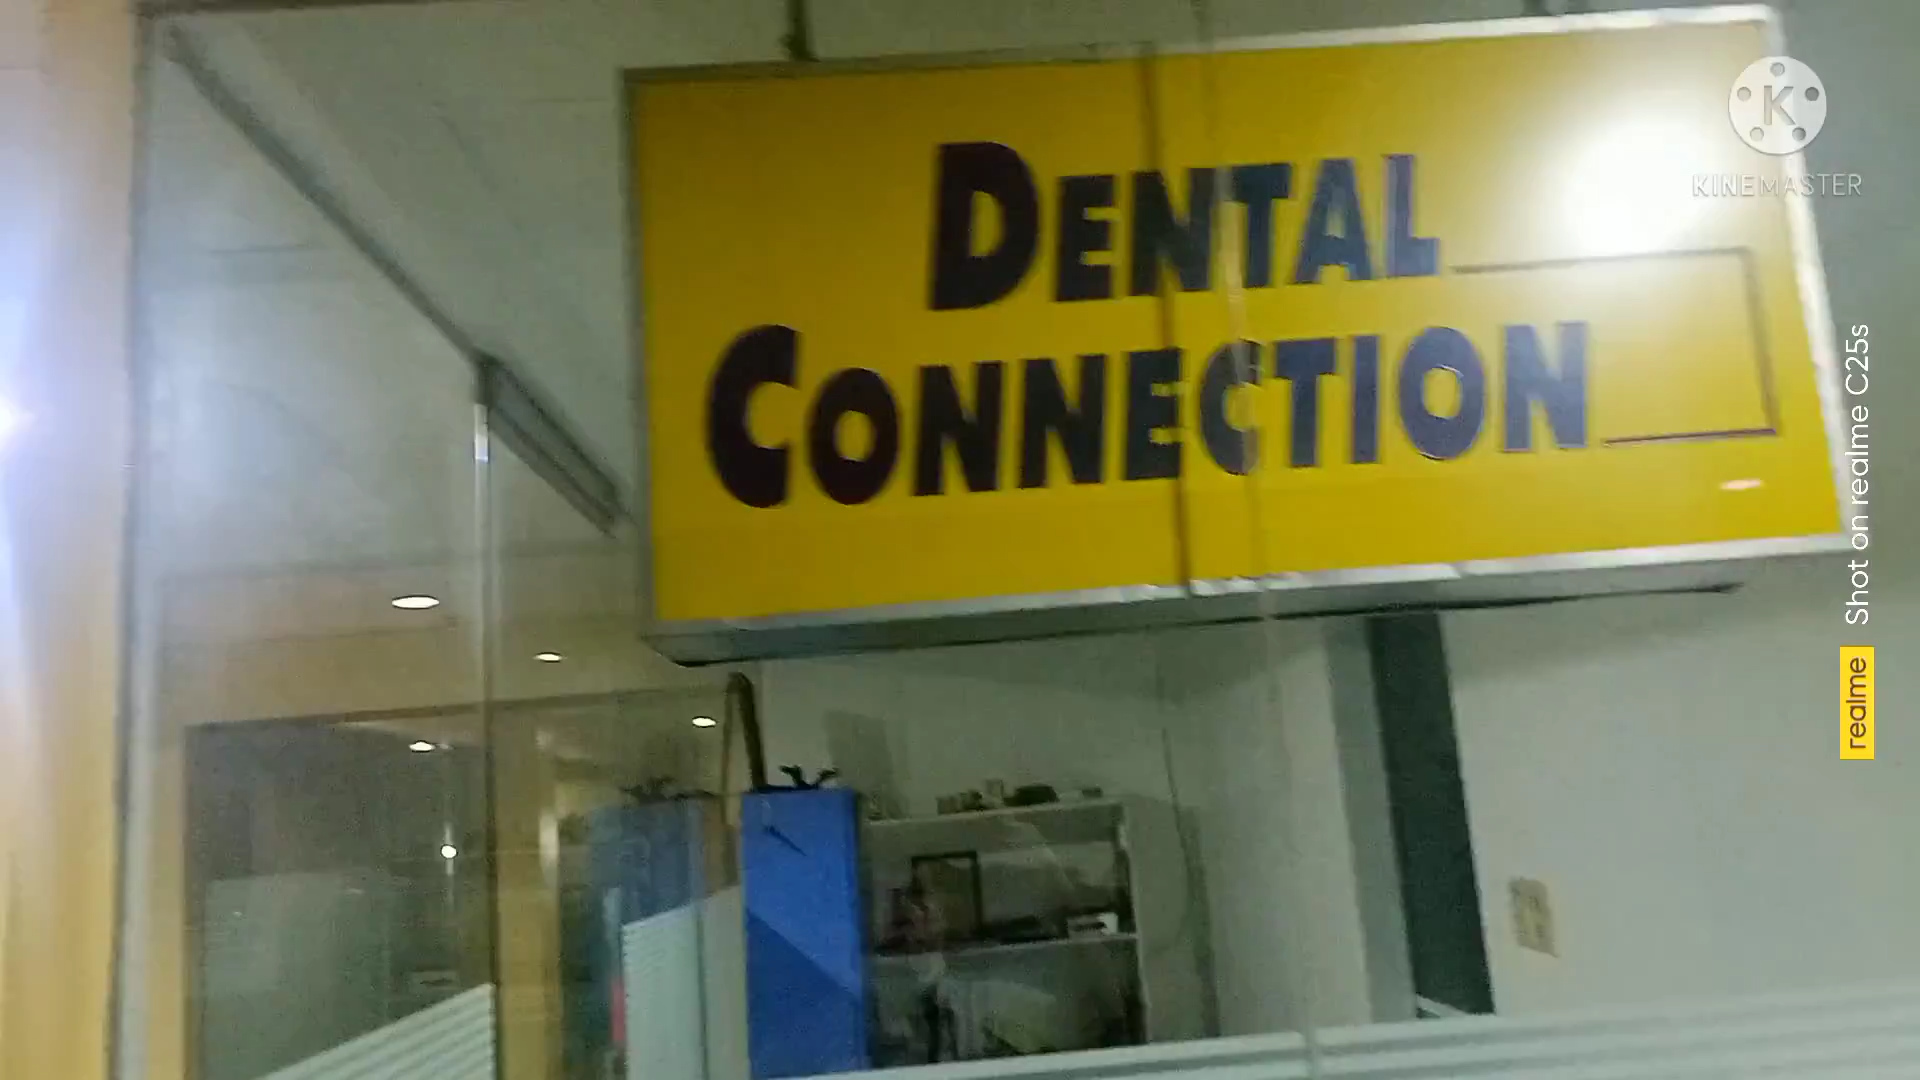 DENTAL
CONNECTION
K
KINEMASTER
realme Shot on realme C25s